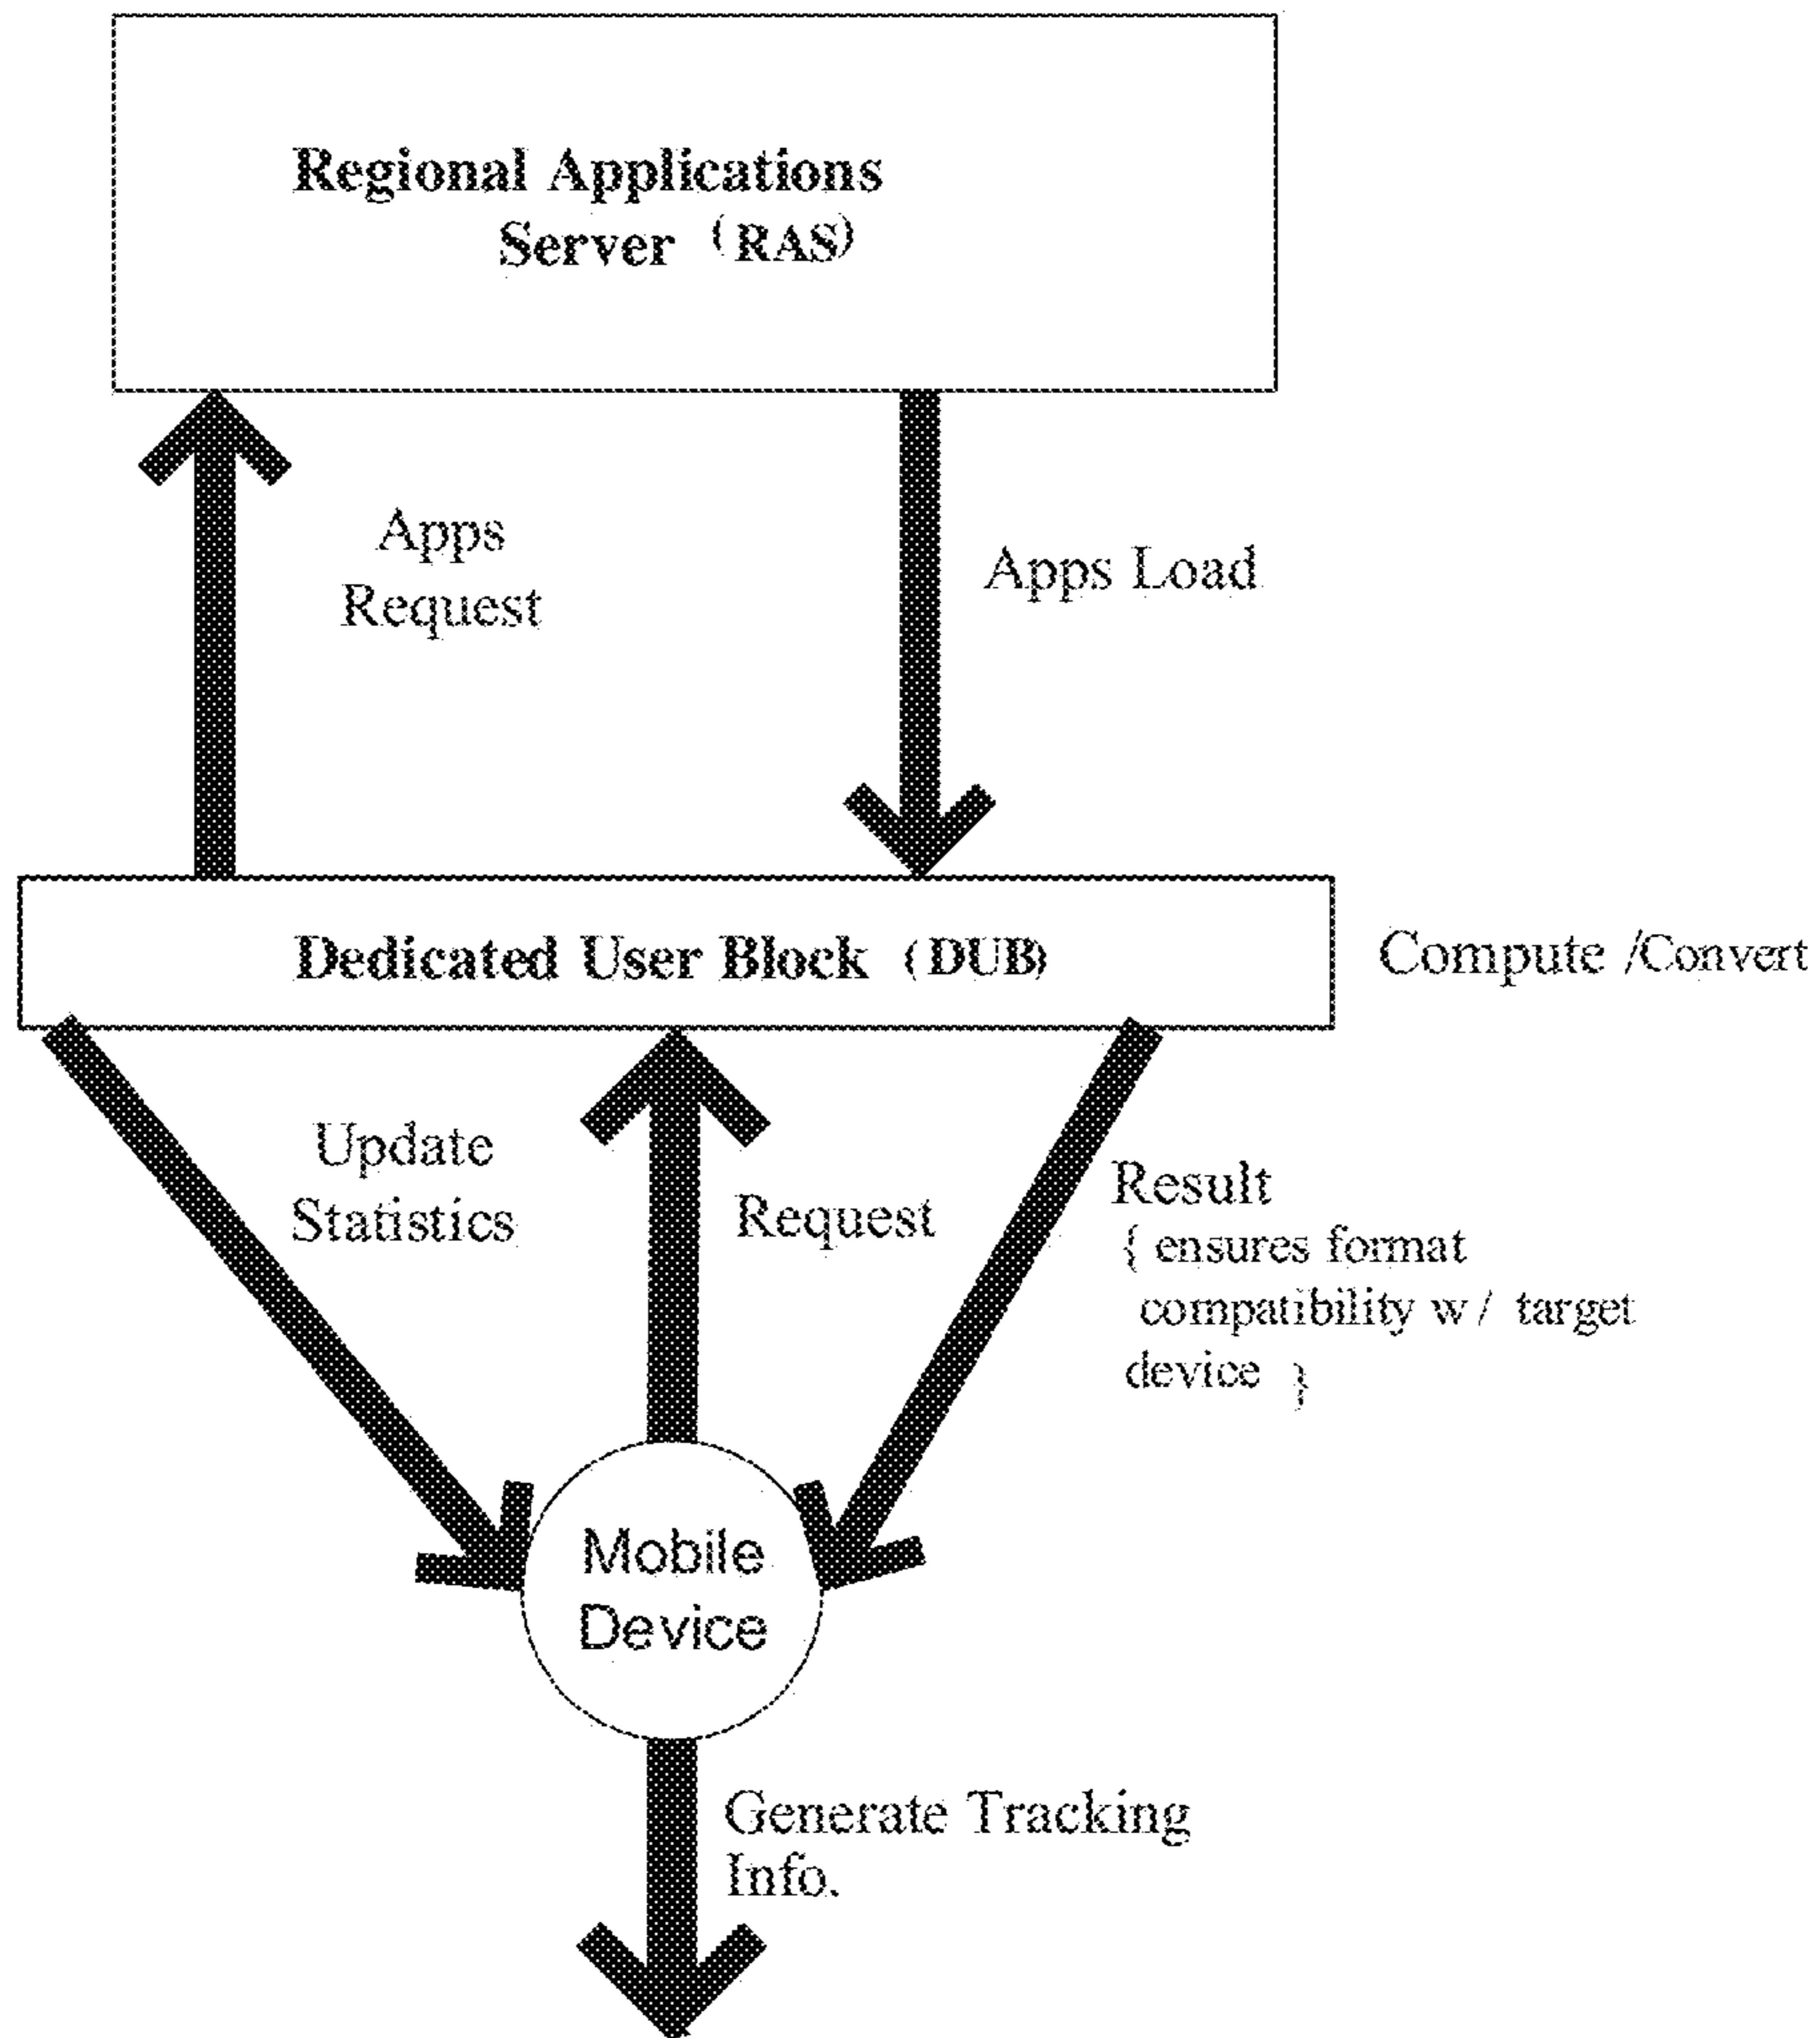 Regional Applications
Server (RAS)
Apps
Request
Apps Load
Dedicated User Block (DUB)
Compute /Convert
Update
Statistics
Request
Result
{ ensures format
compatibility w/ target
device }
Mobile
Device
Generate Tracking
Info.